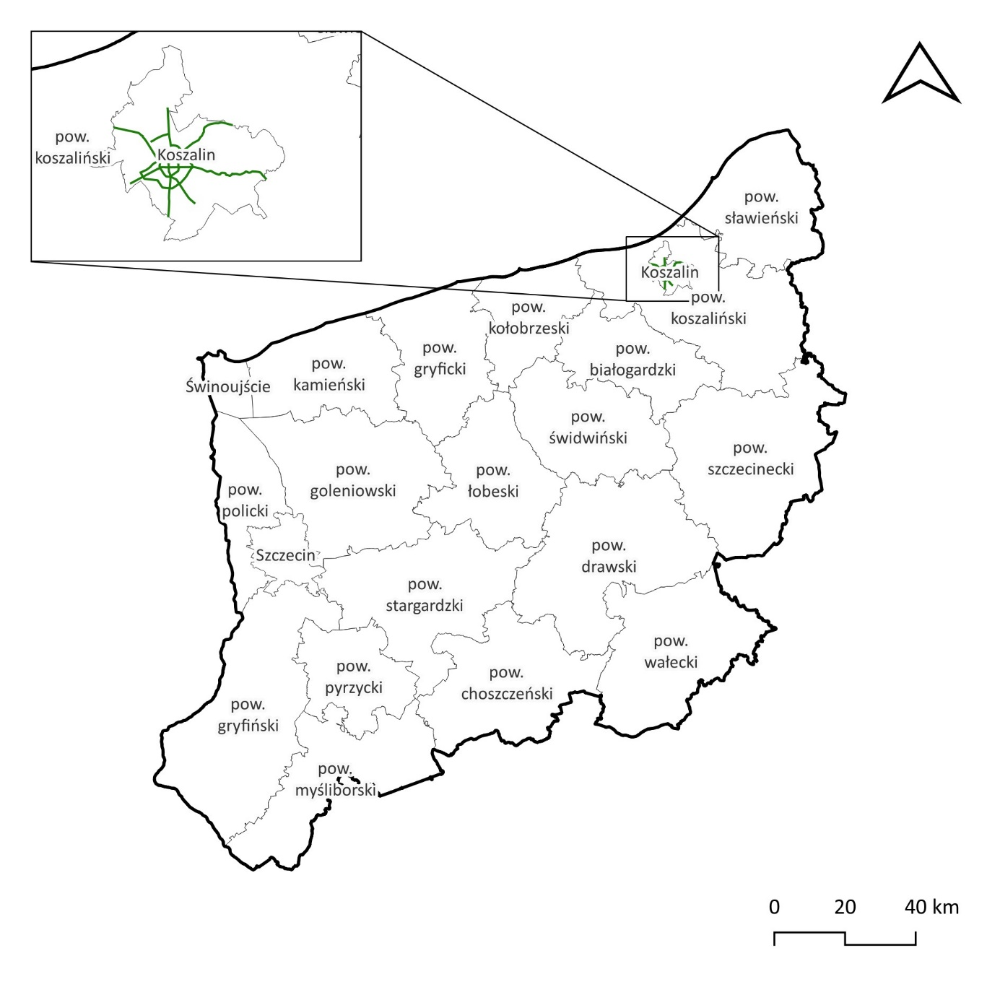 pow.
koszaliński
Koszalin
pow.
sławieński
Koszalin
pow.
koszaliński
pow.
kołobrzeski
pow.
gryficki
pow.
białogardzki
pow.
kamieński
Świnoujście
pow.
świdwiński
pow.
szczecinecki
pow.
goleniowski
pow.
łobeski
pow.
policki
Szczecin
pow.
drawski
pow.
stargardzki
pow.
wałecki
pow.
pyrzycki
pow.
choszczeński
pow.
gryfiński
pow.
myśliborski
0 20 40 km